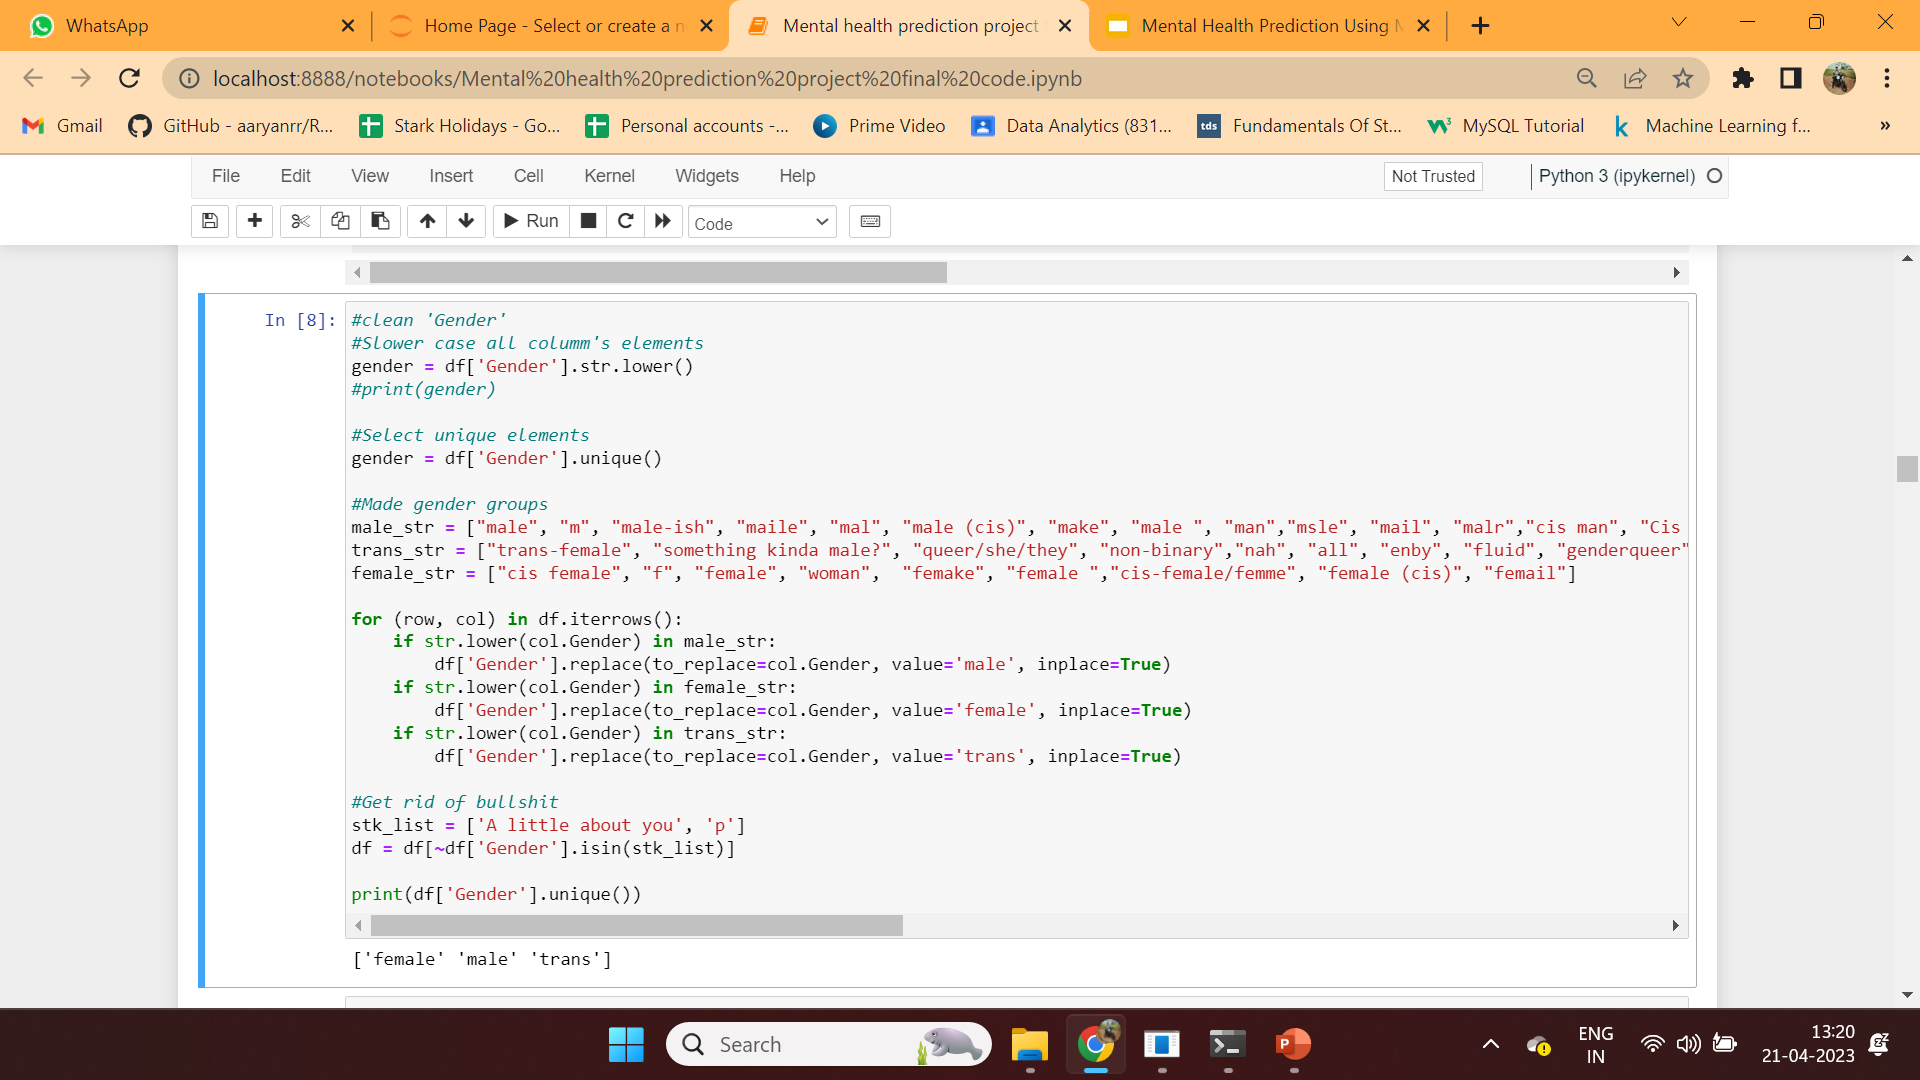 WhatsApp
Home Page - Select or create a n
Mental health prediction project
Mental Health Prediction Using M
localhost:8888/notebooks/Mental%20health%20prediction%20project%20final%20code.ipynb
Gmail
GitHub - aaryanrr/R...
Stark Holidays - Go...
Personal accounts -...
Prime Video
Data Analytics (831...
tds
Fundamentals Of St...
MySQL Tutorial
Machine Learning f...
»
File Edit View Insert Cell Kernel Widgets Help
Not Trusted
Python 3 (ipykernel)
Run
Code
In [8]:
#clean 'Gender'
#Slower case all columm's elements
gender = df['Gender'].str.lower()
#print(gender)
#Select unique elements
gender = df['Gender'].unique()
#Made gender groups
male_str = ["male", "m", "male-ish", "maile", "mal", "male (cis)", "make", "male ", "man","msle", "mail", "malr","cis man", "Cis
trans_str = ["trans-female", "something kinda male?", "queer/she/they", "non-binary","nah", "all", "enby", "fluid", "genderqueer"
female_str = ["cis female", "f", "female", "woman",  "femake", "female ","cis-female/femme", "female (cis)", "femail"]
for (row, col) in df.iterrows():
    if str.lower(col.Gender) in male_str:
        df['Gender'].replace(to_replace=col.Gender, value='male', inplace=True)
    if str.lower(col.Gender) in female_str:
        df['Gender'].replace(to_replace=col.Gender, value='female', inplace=True)
    if str.lower(col.Gender) in trans_str:
        df['Gender'].replace(to_replace=col.Gender, value='trans', inplace=True)
#Get rid of bullshit
stk_list = ['A little about you', 'p']
df = df[~df['Gender'].isin(stk_list)]
print(df['Gender'].unique())
['female' 'male' 'trans']
Search
ENG
IN
13:20
21-04-2023